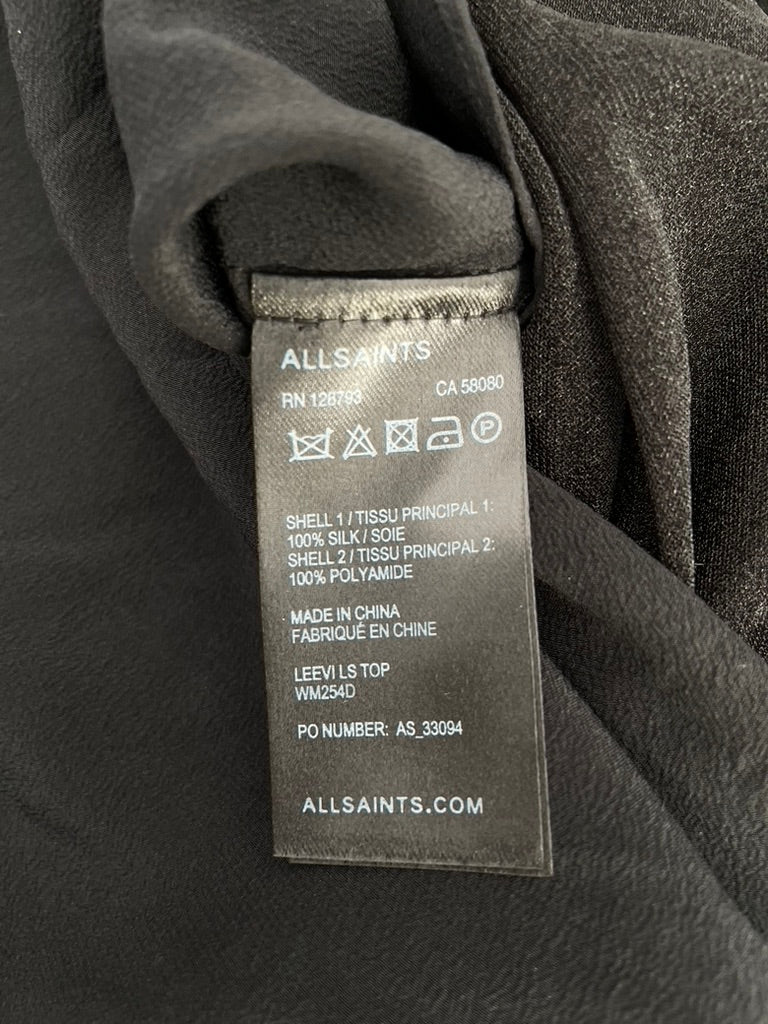 ALLSAINTS
RN 128793 CA 58080
P
SHELL 1 / TISSU PRINCIPAL 1:
100% SILK / SOIE
SHELL 2 / TISSU PRINCIPAL 2:
100% POLYAMIDE
MADE IN CHINA
FABRIQUÉ EN CHINE
LEEVI LS TOP
WM254D
PO NUMBER: AS_33094
ALLSAINTS.COM